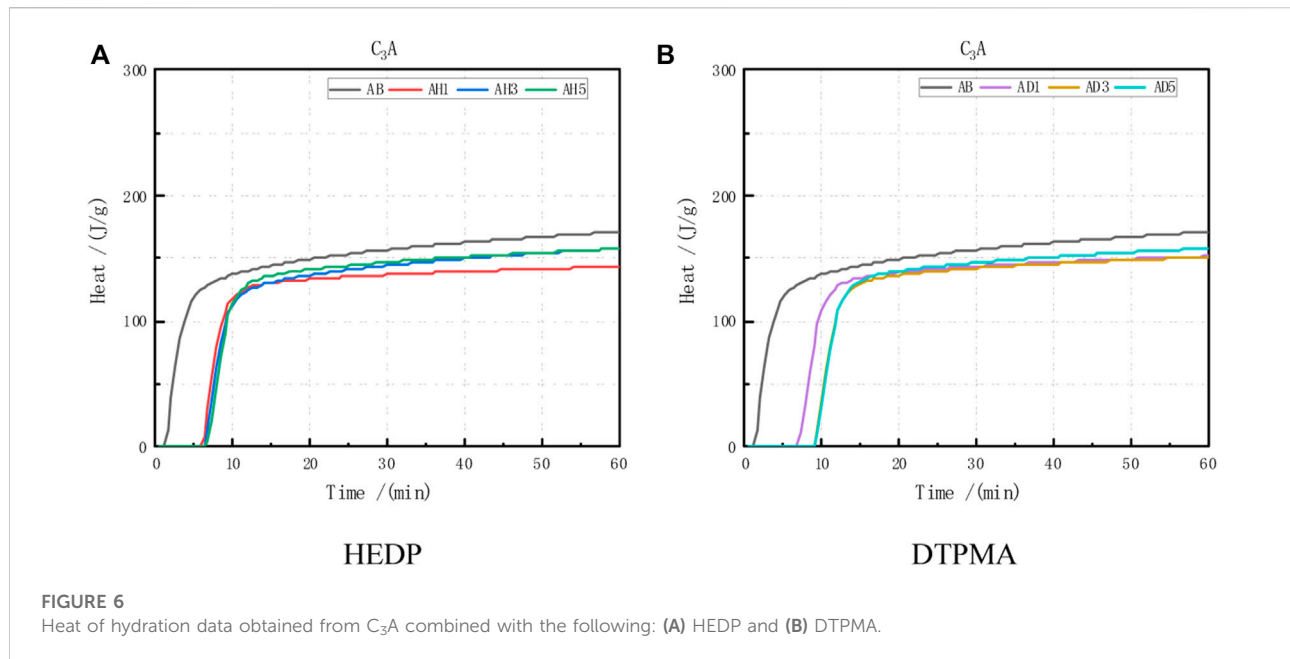 A
C₃A
300
200
100
0
Heat / (J/g)
AB AH1 AH3 AH5
0 10 20 30 40 50 60
Time /(min)
HEDP
B
C₃A
300
200
100
0
Heat / (J/g)
AB AD1 AD3 AD5
0 10 20 30 40 50 60
Time /(min)
DTPMA
FIGURE 6
Heat of hydration data obtained from C₃A combined with the following: (A) HEDP and (B) DTPMA.